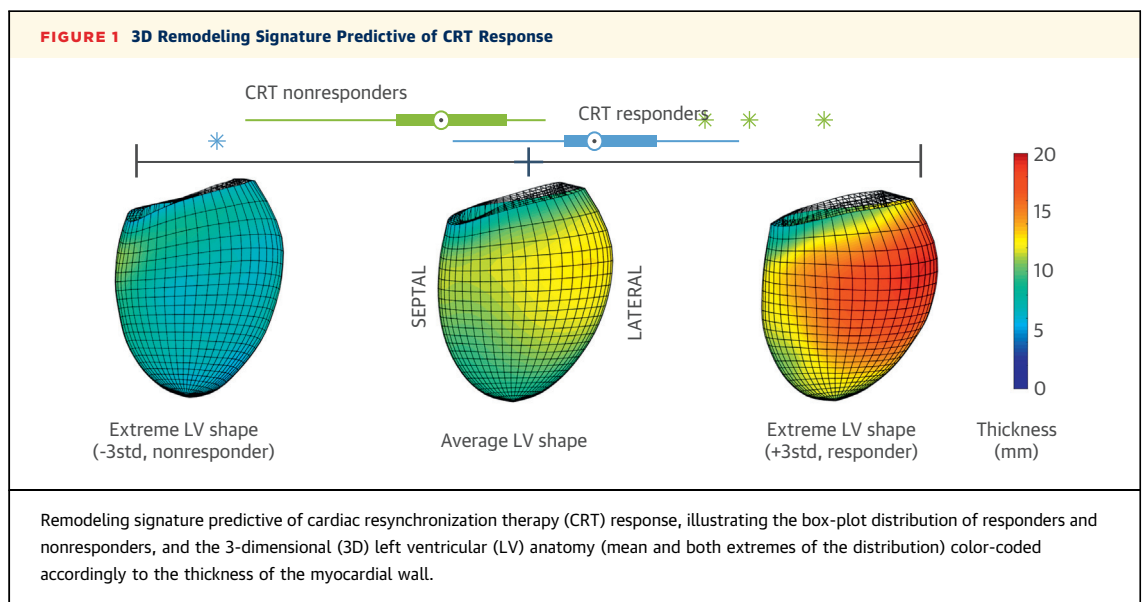 FIGURE 1 3D Remodeling Signature Predictive of CRT Response
CRT nonresponders
CRT responders
20
15
10
5
0
SEPTAL
LATERAL
Extreme LV shape
(-3std, nonresponder)
Average LV shape
Extreme LV shape
(+3std, responder)
Thickness
(mm)
Remodeling signature predictive of cardiac resynchronization therapy (CRT) response, illustrating the box-plot distribution of responders and
nonresponders, and the 3-dimensional (3D) left ventricular (LV) anatomy (mean and both extremes of the distribution) color-coded
accordingly to the thickness of the myocardial wall.